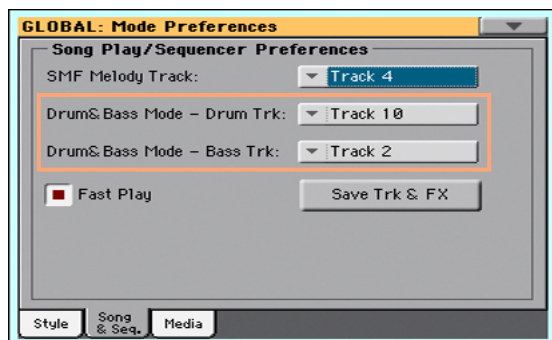 GLOBAL: Mode Preferences
Song Play/Sequencer Preferences
SMF Melody Track: Track 4
Drum&Bass Mode - Drum Trk: Track 10
Drum&Bass Mode - Bass Trk: Track 2
Fast Play Save Trk & FX
Style Song & Seq. Media